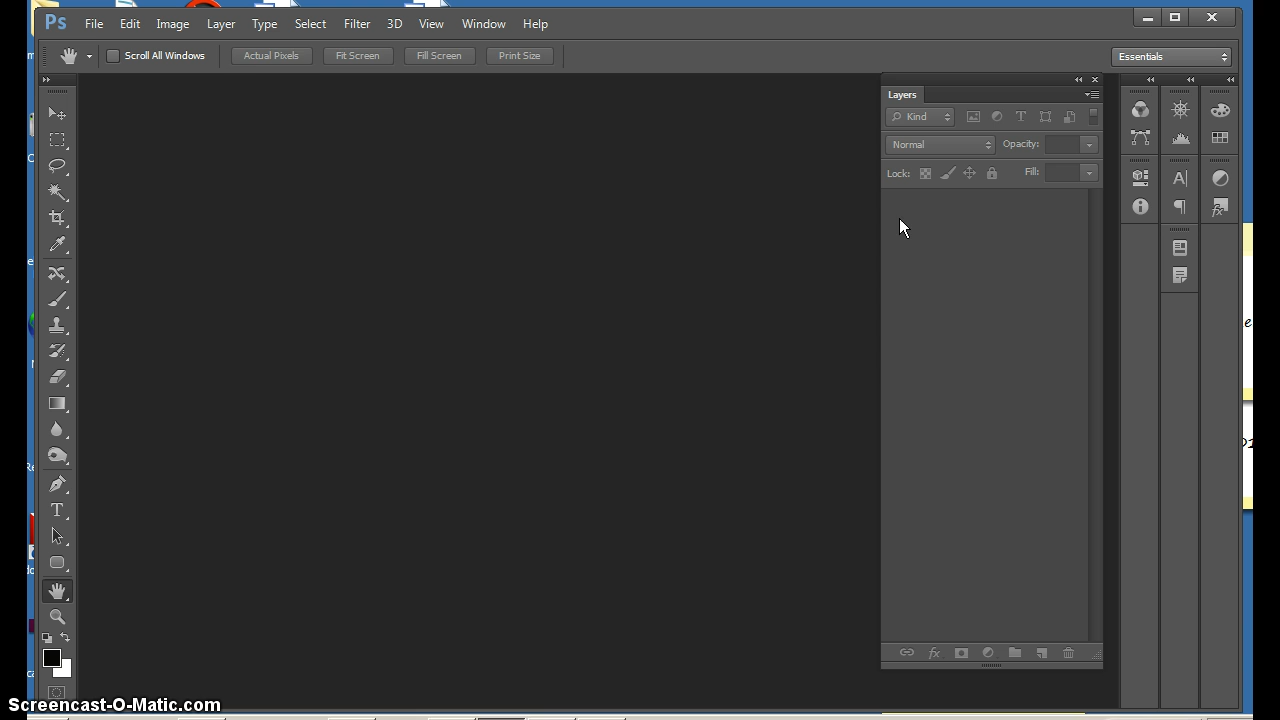 Ps File Edit Image Layer Type Select Filter 3D View Window Help
Scroll All Windows Actual Pixels Fit Screen Fill Screen Print Size Essentials
Layers
Kind
Normal Opacity:
Lock: Fill:
Screencast-O-Matic.com